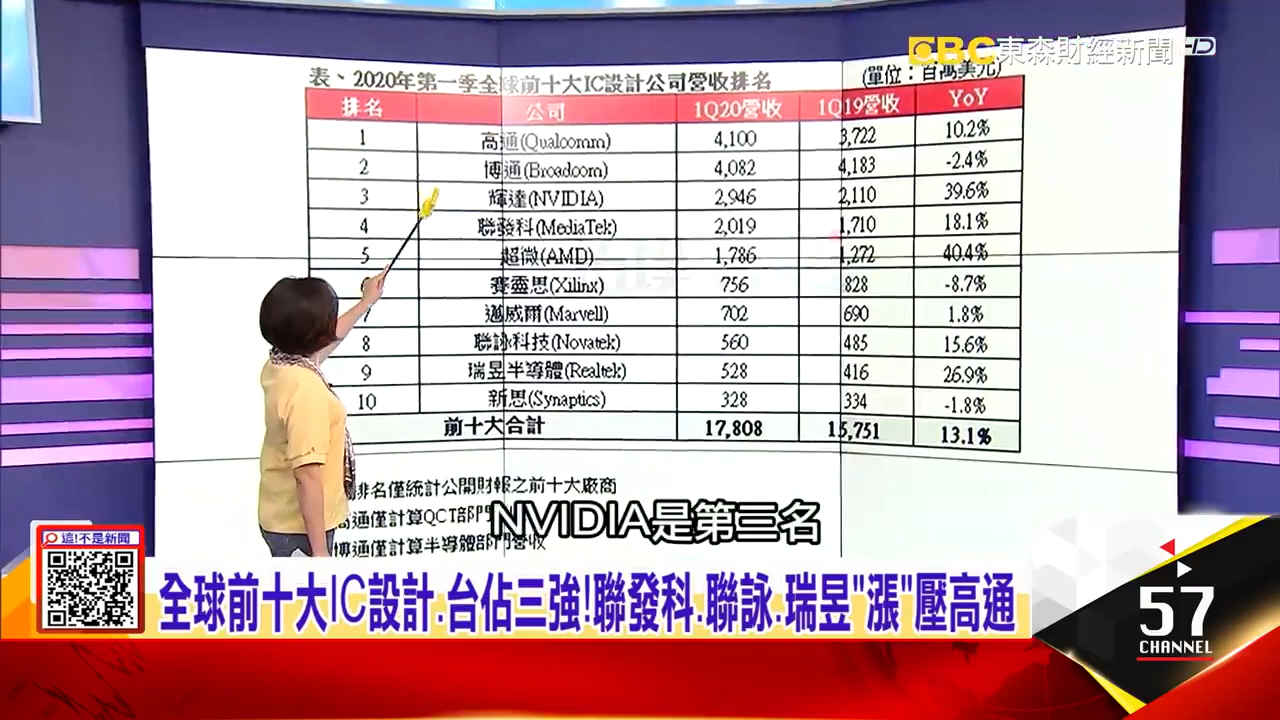 EBC 東森財經新聞 HD
表、2020年第一季全球前十大IC設計公司營收排名
(單位：百萬美元)
排名 公司 1Q20營收 1Q19營收 YoY
1 高通(Qualcomm) 4,100 3,722 10.2%
2 博通(Broadcom) 4,082 4,183 -2.4%
3 輝達(NVIDIA) 2,946 2,110 39.6%
4 聯發科(MediaTek) 2,019 1,710 18.1%
5 超微(AMD) 1,786 1,272 40.4%
賽靈思(Xilinx) 756 828 -8.7%
7 邁威爾(Marvell) 702 690 1.8%
8 聯詠科技(Novatek) 560 485 15.6%
9 瑞昱半導體(Realtek) 528 416 26.9%
10 新思(Synaptics) 328 334 -1.8%
前十大合計 17,808 15,751 13.1%
排名僅統計公開財報之前十大廠商
高通僅計算QCT部門
博通僅計算半導體部門營收
NVIDIA是第三名
這!不是新聞
全球前十大IC設計.台佔三強!聯發科.聯詠.瑞昱"漲"壓高通
57
CHANNEL